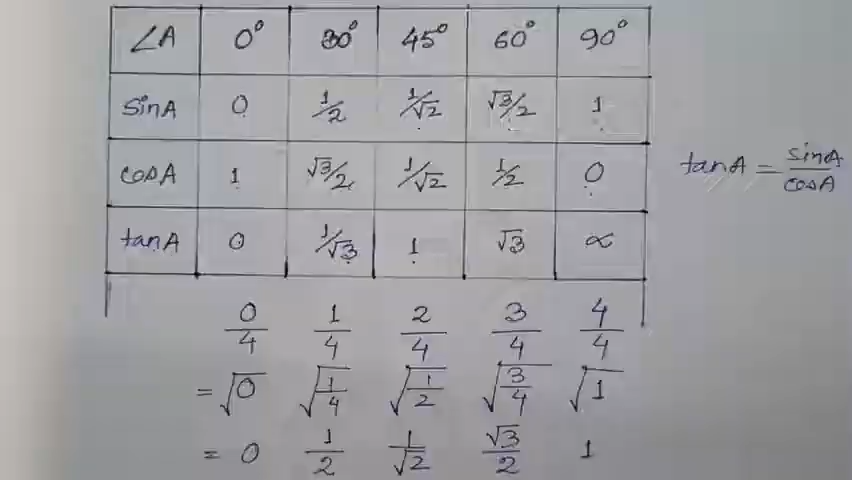 ∠A 0° 30° 45° 60° 90°
sinA 0 1/2 1/√2 √3/2 1
cosA 1 √3/2 1/√2 1/2 0
tanA 0 1/√3 1 √3 ∝
tanA = sinA/cosA
0/4 1/4 2/4 3/4 4/4
= √0 √(1/4) √(1/2) √(3/4) √1
= 0 1/2 1/√2 √3/2 1